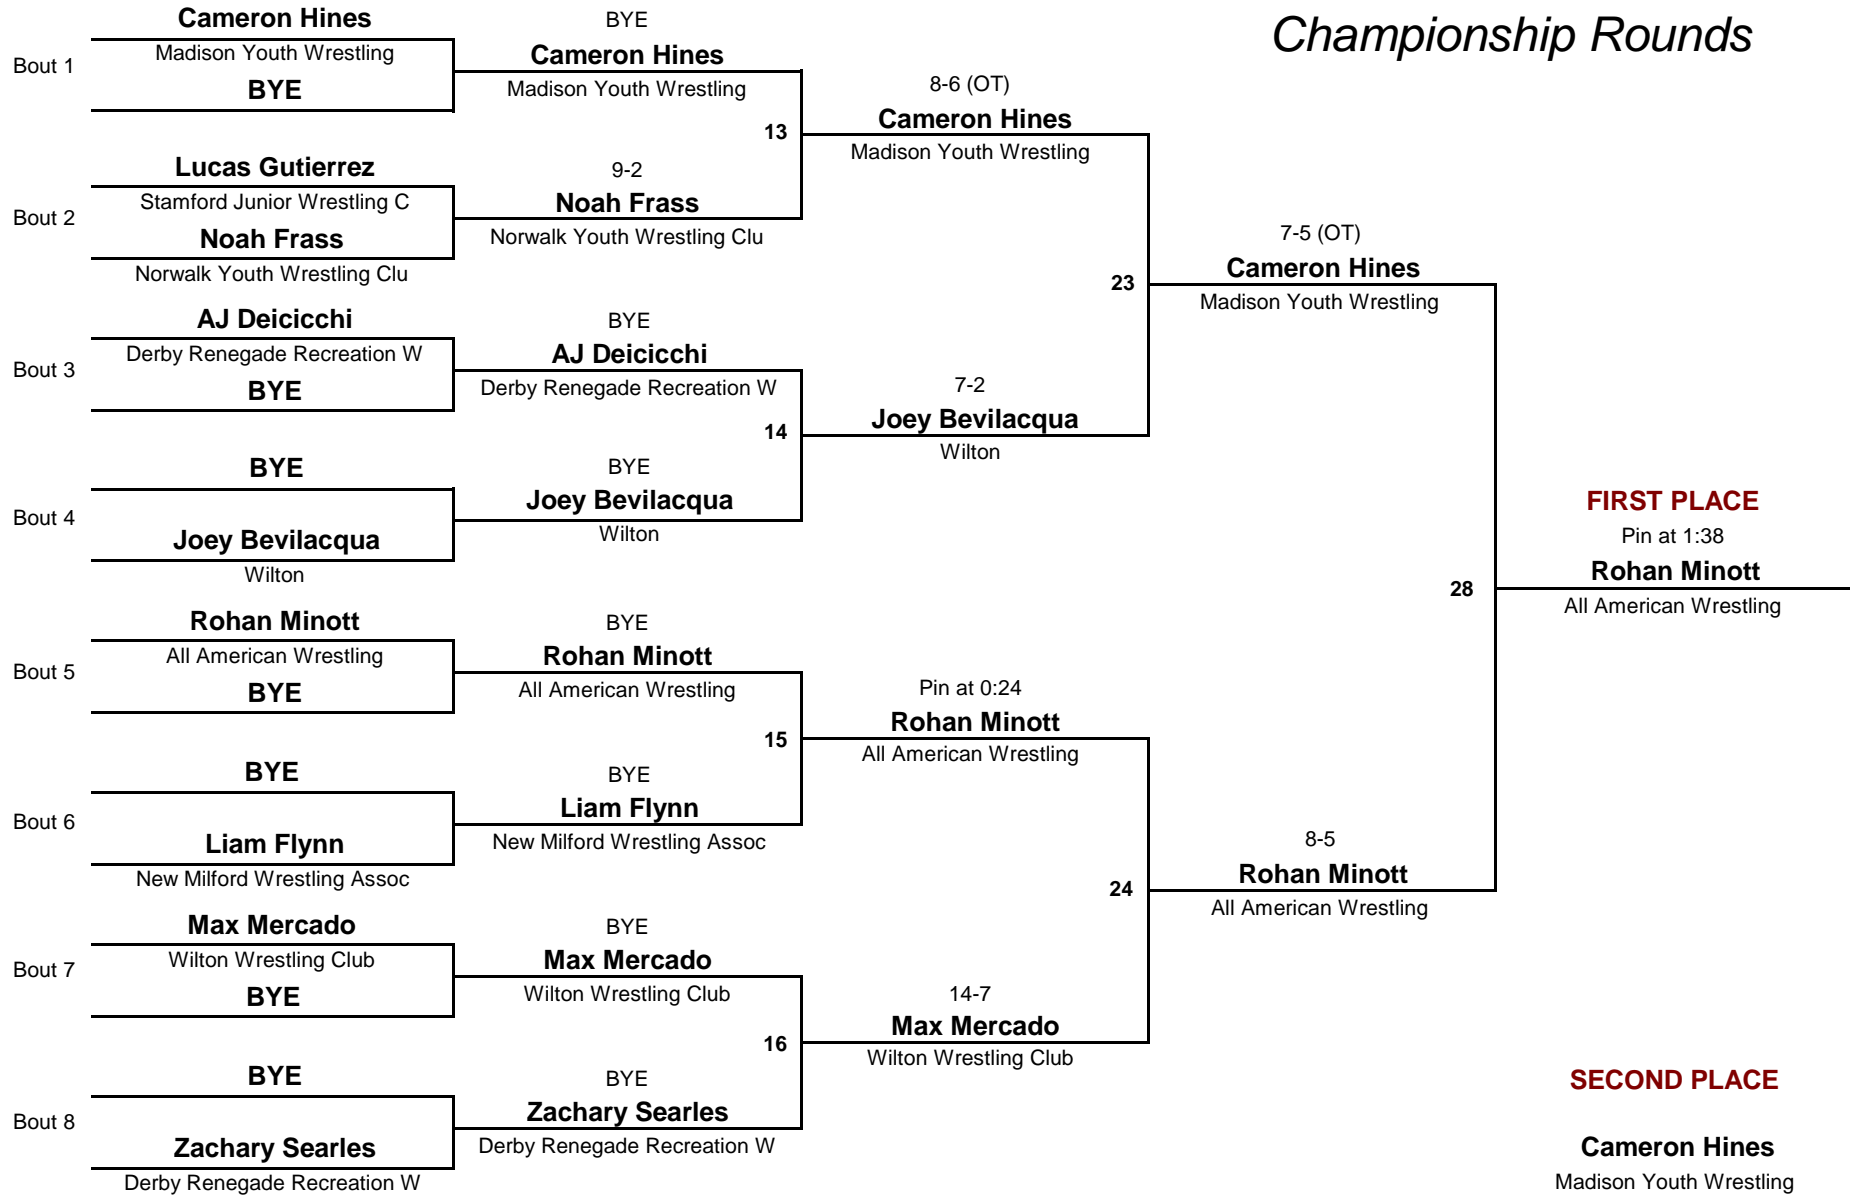 Championship Rounds
Bout 1
Cameron Hines
Madison Youth Wrestling
BYE
Bout 2
Lucas Gutierrez
Stamford Junior Wrestling C
Noah Frass
Norwalk Youth Wrestling Clu
Bout 3
AJ Deicicchi
Derby Renegade Recreation W
BYE
Bout 4
BYE
Joey Bevilacqua
Wilton
Bout 5
Rohan Minott
All American Wrestling
BYE
Bout 6
BYE
Liam Flynn
New Milford Wrestling Assoc
Bout 7
Max Mercado
Wilton Wrestling Club
BYE
Bout 8
BYE
Zachary Searles
Derby Renegade Recreation W
BYE
Cameron Hines
Madison Youth Wrestling
13
9-2
Noah Frass
Norwalk Youth Wrestling Clu
BYE
AJ Deicicchi
Derby Renegade Recreation W
14
BYE
Joey Bevilacqua
Wilton
BYE
Rohan Minott
All American Wrestling
15
BYE
Liam Flynn
New Milford Wrestling Assoc
BYE
Max Mercado
Wilton Wrestling Club
16
BYE
Zachary Searles
Derby Renegade Recreation W
8-6 (OT)
Cameron Hines
Madison Youth Wrestling
23
7-2
Joey Bevilacqua
Wilton
Pin at 0:24
Rohan Minott
All American Wrestling
24
14-7
Max Mercado
Wilton Wrestling Club
7-5 (OT)
Cameron Hines
Madison Youth Wrestling
28
8-5
Rohan Minott
All American Wrestling
FIRST PLACE
Pin at 1:38
Rohan Minott
All American Wrestling
SECOND PLACE
Cameron Hines
Madison Youth Wrestling